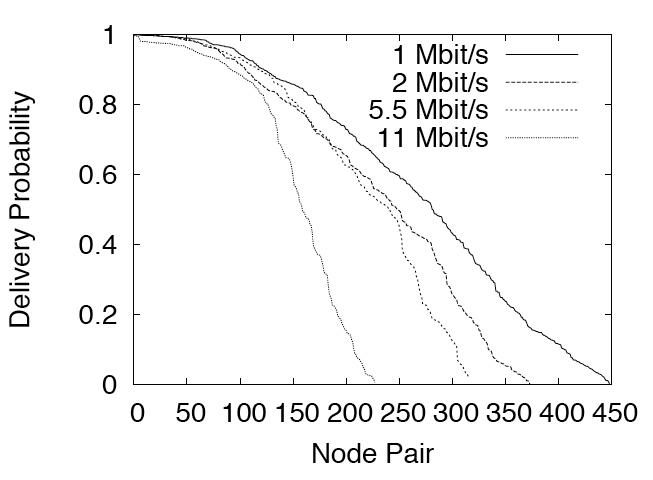 1
0.8
0.6
0.4
0.2
0
Delivery Probability
1 Mbit/s
2 Mbit/s
5.5 Mbit/s
11 Mbit/s
0 50 100 150 200 250 300 350 400 450
Node Pair